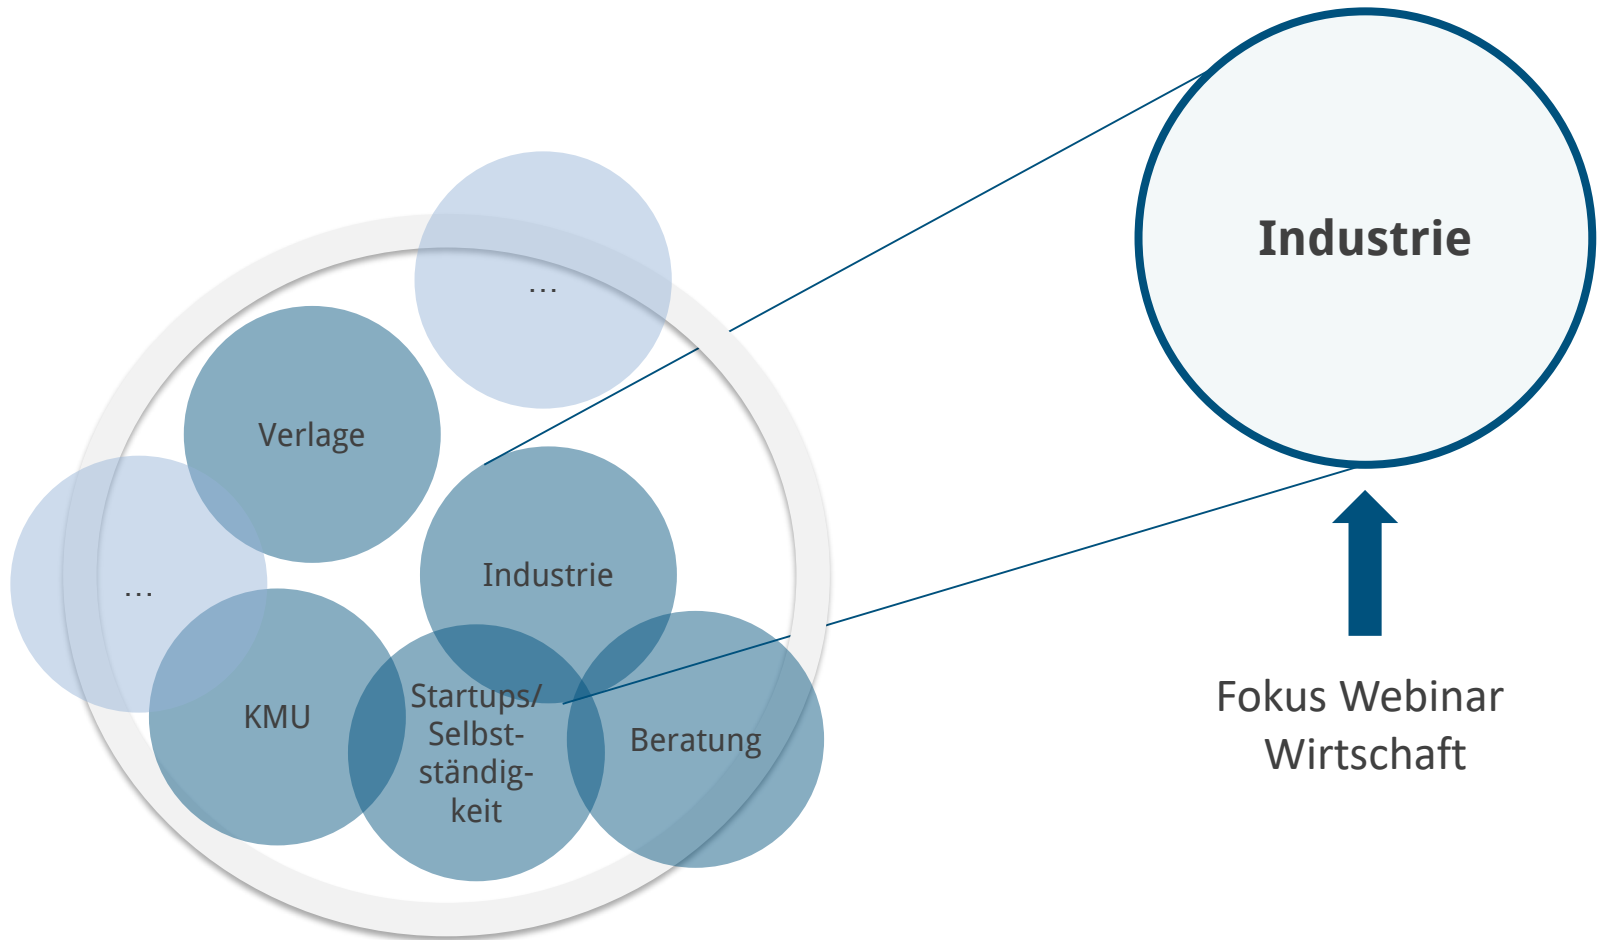 …
Verlage
Industrie
…
KMU
Startups/
Selbst-
ständig-
keit
Beratung
Industrie
Fokus Webinar
Wirtschaft